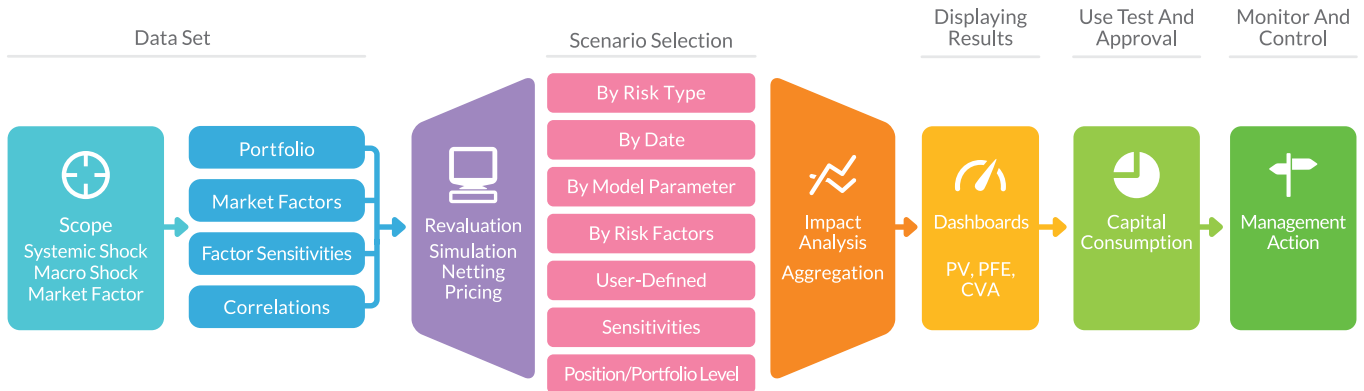 Data Set
Scope
Systemic Shock
Macro Shock
Market Factor
Portfolio
Market Factors
Factor Sensitivities
Correlations
Revaluation
Simulation
Netting
Pricing
Scenario Selection
By Risk Type
By Date
By Model Parameter
By Risk Factors
User-Defined
Sensitivities
Position/Portfolio Level
Impact
Analysis
Aggregation
Displaying
Results
Dashboards
PV, PFE,
CVA
Use Test And
Approval
Capital
Consumption
Monitor And
Control
Management
Action